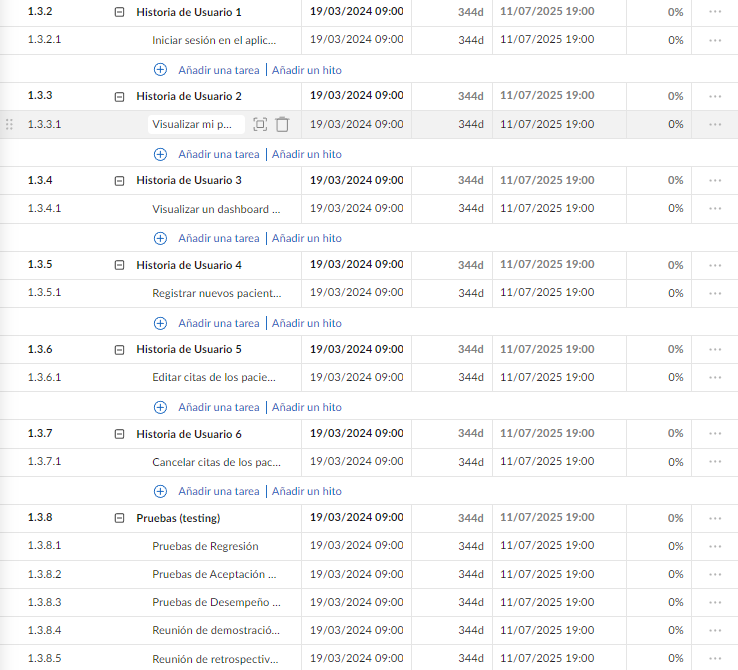 1.3.2 Historia de Usuario 1 19/03/2024 09:00 344d 11/07/2025 19:00 0% ...
1.3.2.1 Iniciar sesión en el aplic... 19/03/2024 09:00 344d 11/07/2025 19:00 0% ...
Añadir una tarea | Añadir un hito
1.3.3 Historia de Usuario 2 19/03/2024 09:00 344d 11/07/2025 19:00 0% ...
1.3.3.1 Visualizar mi p... 19/03/2024 09:00 344d 11/07/2025 19:00 0% ...
Añadir una tarea | Añadir un hito
1.3.4 Historia de Usuario 3 19/03/2024 09:00 344d 11/07/2025 19:00 0% ...
1.3.4.1 Visualizar un dashboard ... 19/03/2024 09:00 344d 11/07/2025 19:00 0% ...
Añadir una tarea | Añadir un hito
1.3.5 Historia de Usuario 4 19/03/2024 09:00 344d 11/07/2025 19:00 0% ...
1.3.5.1 Registrar nuevos pacient... 19/03/2024 09:00 344d 11/07/2025 19:00 0% ...
Añadir una tarea | Añadir un hito
1.3.6 Historia de Usuario 5 19/03/2024 09:00 344d 11/07/2025 19:00 0% ...
1.3.6.1 Editar citas de los pacie... 19/03/2024 09:00 344d 11/07/2025 19:00 0% ...
Añadir una tarea | Añadir un hito
1.3.7 Historia de Usuario 6 19/03/2024 09:00 344d 11/07/2025 19:00 0% ...
1.3.7.1 Cancelar citas de los pac... 19/03/2024 09:00 344d 11/07/2025 19:00 0% ...
Añadir una tarea | Añadir un hito
1.3.8 Pruebas (testing) 19/03/2024 09:00 344d 11/07/2025 19:00 0% ...
1.3.8.1 Pruebas de Regresión 19/03/2024 09:00 344d 11/07/2025 19:00 0% ...
1.3.8.2 Pruebas de Aceptación ... 19/03/2024 09:00 344d 11/07/2025 19:00 0% ...
1.3.8.3 Pruebas de Desempeño ... 19/03/2024 09:00 344d 11/07/2025 19:00 0% ...
1.3.8.4 Reunión de demostració... 19/03/2024 09:00 344d 11/07/2025 19:00 0% ...
1.3.8.5 Reunión de retrospectiv... 19/03/2024 09:00 344d 11/07/2025 19:00 0% ...